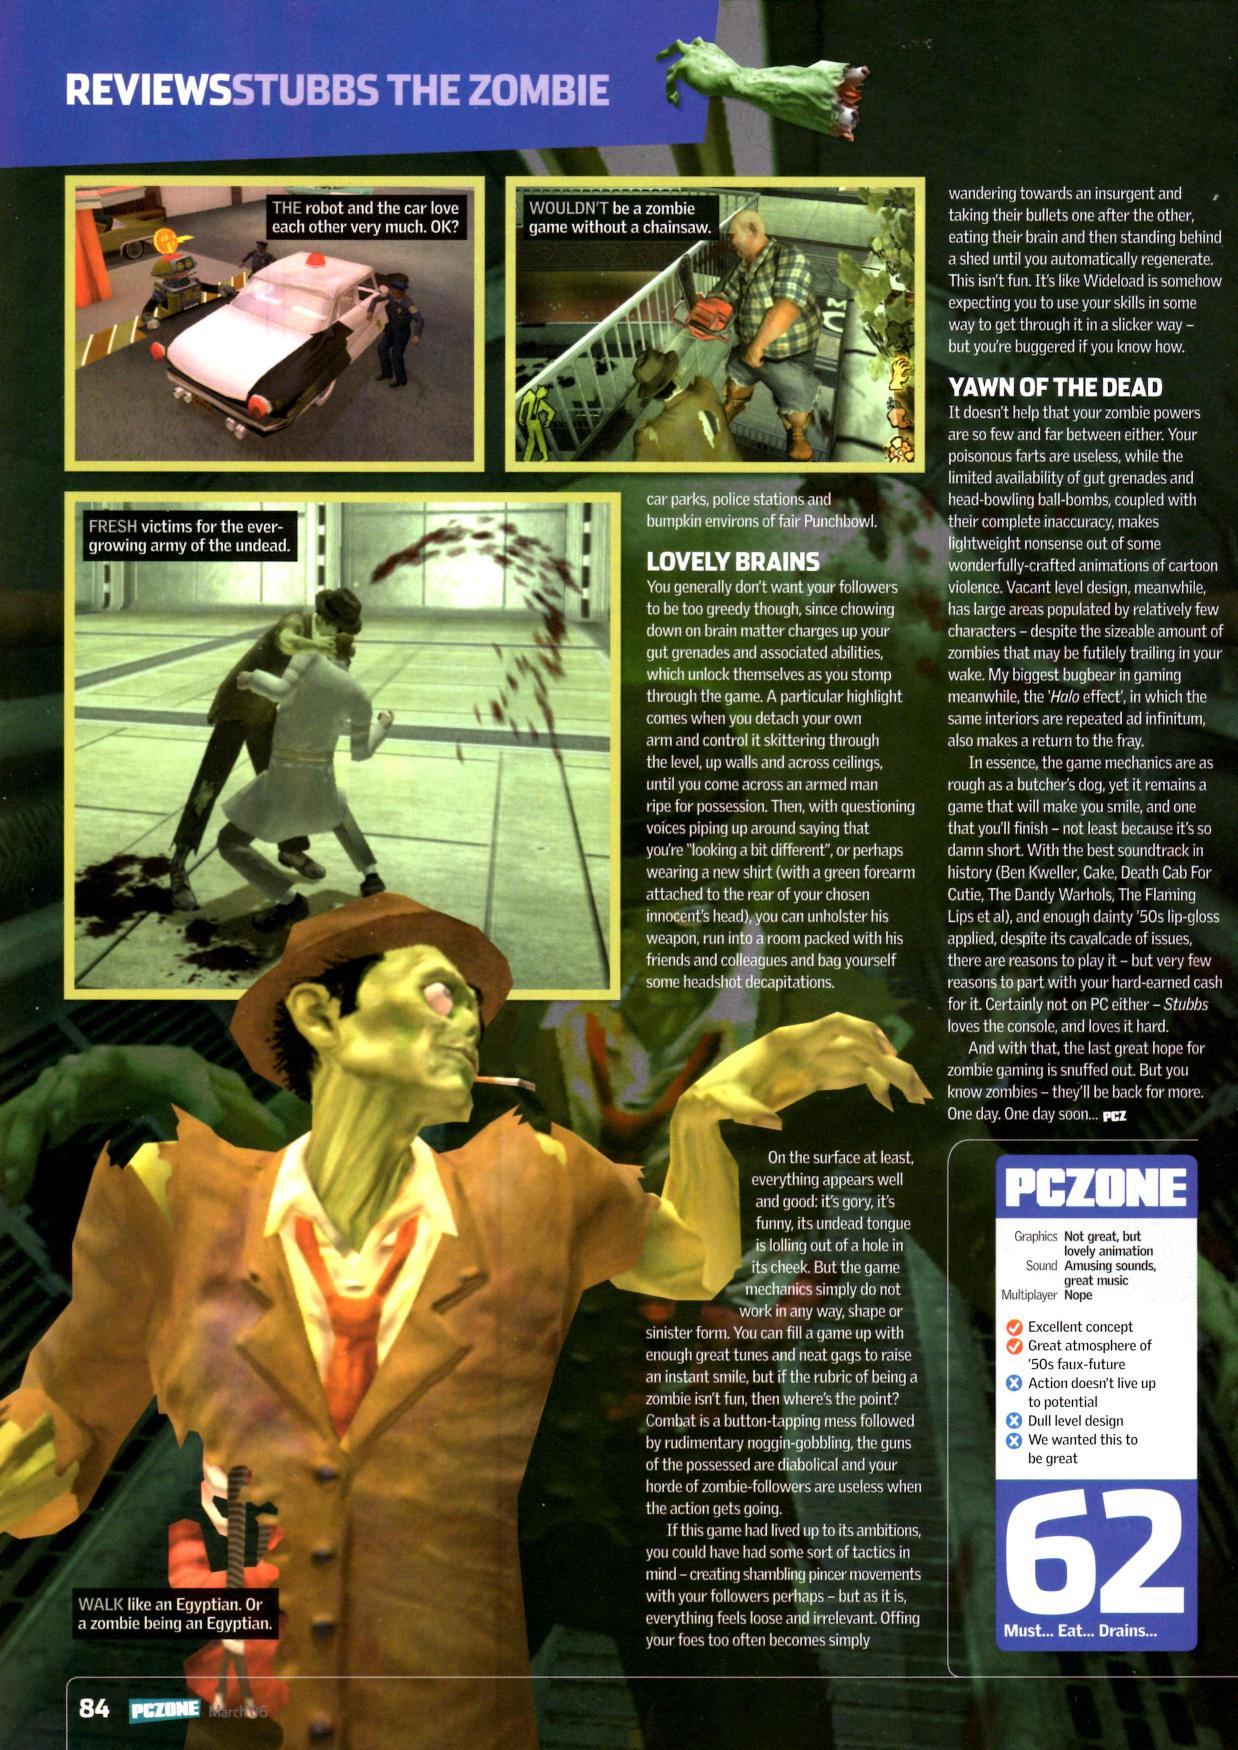 REVIEWSSTUBBS THE ZOMBIE
THE robot and the car love
each other very much. OK?
WOULDN'T be a zombie
game without a chainsaw.
FRESH victims for the ever-
growing army of the undead.
car parks, police stations and
bumpkin environs of fair Punchbowl.
LOVELY BRAINS
You generally don't want your followers
to be too greedy though, since chowing
down on brain matter charges up your
gut grenades and associated abilities,
which unlock themselves as you stomp
through the game. A particular highlight
comes when you detach your own
arm and control it skittering through
the level, up walls and across ceilings,
until you come across an armed man
ripe for possession. Then, with questioning
voices piping up around saying that
you're "looking a bit different", or perhaps
wearing a new shirt (with a green forearm
attached to the rear of your chosen
innocent's head), you can unholster his
weapon, run into a room packed with his
friends and colleagues and bag yourself
some headshot decapitations.
On the surface at least,
everything appears well
and good: it's gory, it's
funny, its undead tongue
is lolling out of a hole in
its cheek. But the game
mechanics simply do not
work in any way, shape or
sinister form. You can fill a game up with
enough great tunes and neat gags to raise
an instant smile, but if the rubric of being a
zombie isn't fun, then where's the point?
Combat is a button-tapping mess followed
by rudimentary noggin-gobbling, the guns
of the possessed are diabolical and your
horde of zombie-followers are useless when
the action gets going.
If this game had lived up to its ambitions,
you could have had some sort of tactics in
mind – creating shambling pincer movements
with your followers perhaps – but as it is,
everything feels loose and irrelevant. Offing
your foes too often becomes simply
wandering towards an insurgent and
taking their bullets one after the other,
eating their brain and then standing behind
a shed until you automatically regenerate.
This isn't fun. It's like Wideload is somehow
expecting you to use your skills in some
way to get through it in a slicker way –
but you're buggered if you know how.
YAWN OF THE DEAD
It doesn't help that your zombie powers
are so few and far between either. Your
poisonous farts are useless, while the
limited availability of gut grenades and
head-bowling ball-bombs, coupled with
their complete inaccuracy, makes
lightweight nonsense out of some
wonderfully-crafted animations of cartoon
violence. Vacant level design, meanwhile,
has large areas populated by relatively few
characters – despite the sizeable amount of
zombies that may be futilely trailing in your
wake. My biggest bugbear in gaming
meanwhile, the 'Halo effect', in which the
same interiors are repeated ad infinitum,
also makes a return to the fray.
In essence, the game mechanics are as
rough as a butcher's dog, yet it remains a
game that will make you smile, and one
that you'll finish – not least because it's so
damn short. With the best soundtrack in
history (Ben Kweller, Cake, Death Cab For
Cutie, The Dandy Warhols, The Flaming
Lips et al), and enough dainty '50s lip-gloss
applied, despite its cavalcade of issues,
there are reasons to play it – but very few
reasons to part with your hard-earned cash
for it. Certainly not on PC either – Stubbs
loves the console, and loves it hard.
And with that, the last great hope for
zombie gaming is snuffed out. But you
know zombies – they'll be back for more.
One day. One day soon... PCZ
PCZONE
Graphics Not great, but
lovely animation
Sound Amusing sounds,
great music
Multiplayer Nope
Excellent concept
Great atmosphere of
'50s faux-future
Action doesn't live up
to potential
Dull level design
We wanted this to
be great
62
Must... Eat... Drains...
WALK like an Egyptian. Or
a zombie being an Egyptian.
84 PCZONE March 06